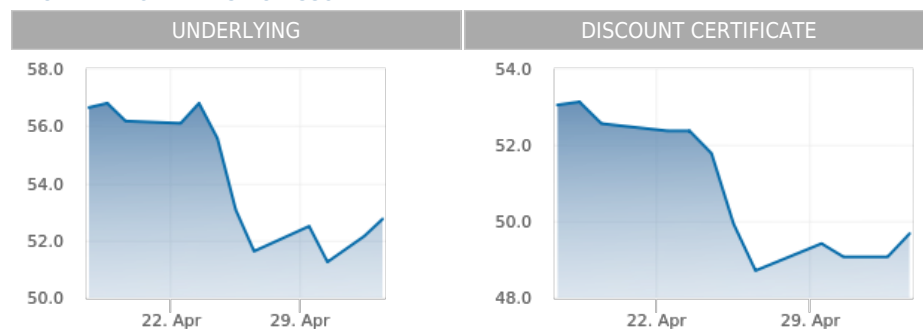 UNDERLYING
DISCOUNT CERTIFICATE
58.0
56.0
54.0
52.0
50.0
22. Apr
29. Apr
54.0
52.0
50.0
48.0
22. Apr
29. Apr